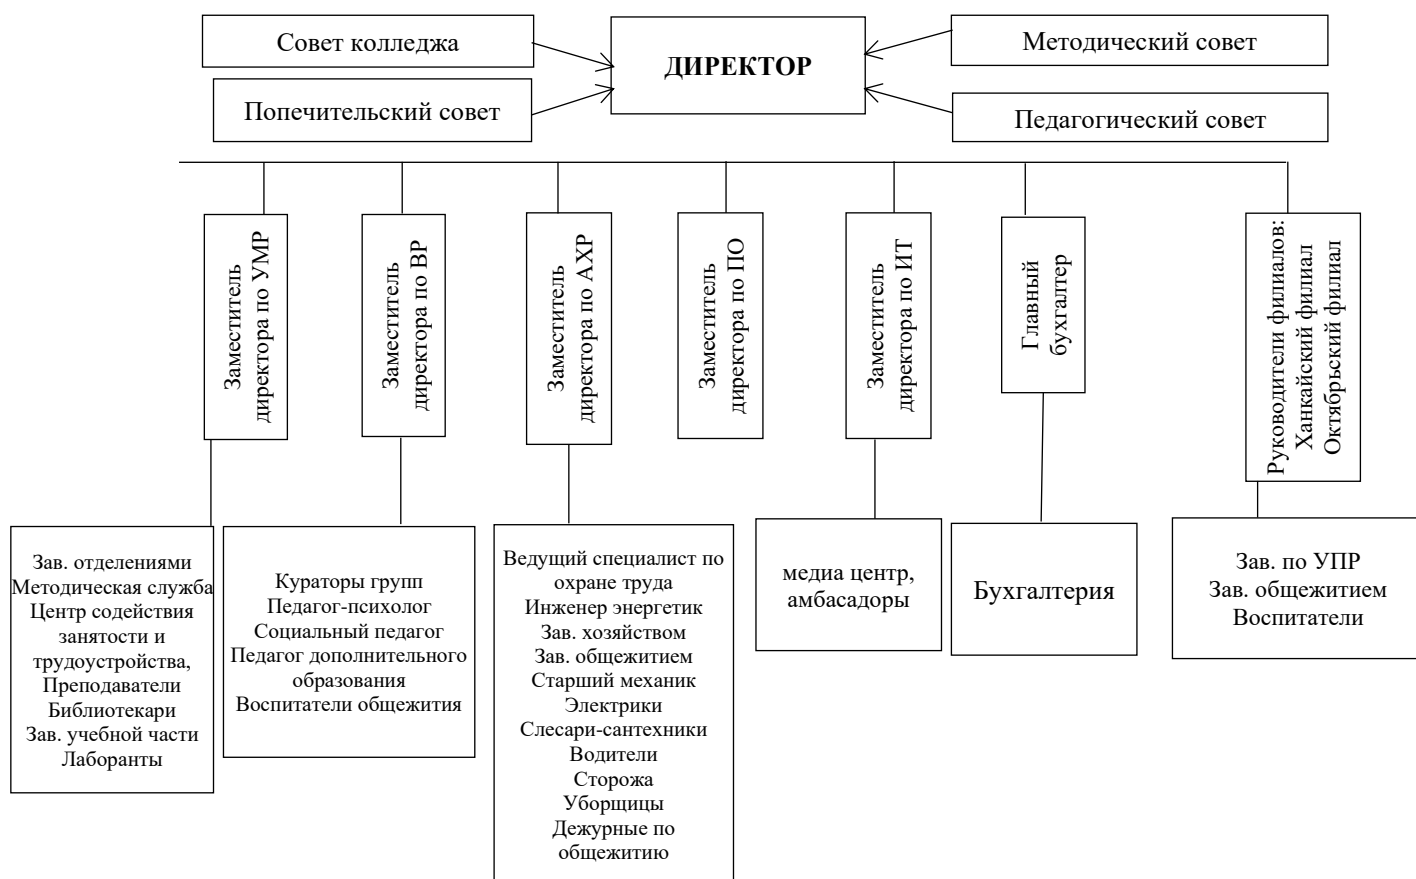 Совет колледжа
ДИРЕКТОР
Методический совет
Попечительский совет
Педагогический совет
Заместитель
директора по УМР
Заместитель
директора по ВР
Заместитель
директора по АХР
Заместитель
директора по ПО
Заместитель
директора по ИТ
Главный
бухгалтер
Руководители филиалов:
Ханкайский филиал
Октябрьский филиал
Зав. отделениями
Методическая служба
Центр содействия
занятости и
трудоустройства,
Преподаватели
Библиотекари
Зав. учебной части
Лаборанты
Кураторы групп
Педагог-психолог
Социальный педагог
Педагог дополнительного
образования
Воспитатели общежития
Ведущий специалист по
охране труда
Инженер энергетик
Зав. хозяйством
Зав. общежитием
Старший механик
Электрики
Слесари-сантехники
Водители
Сторожа
Уборщицы
Дежурные по
общежитию
медиа центр,
амбасадоры
Бухгалтерия
Зав. по УПР
Зав. общежитием
Воспитатели